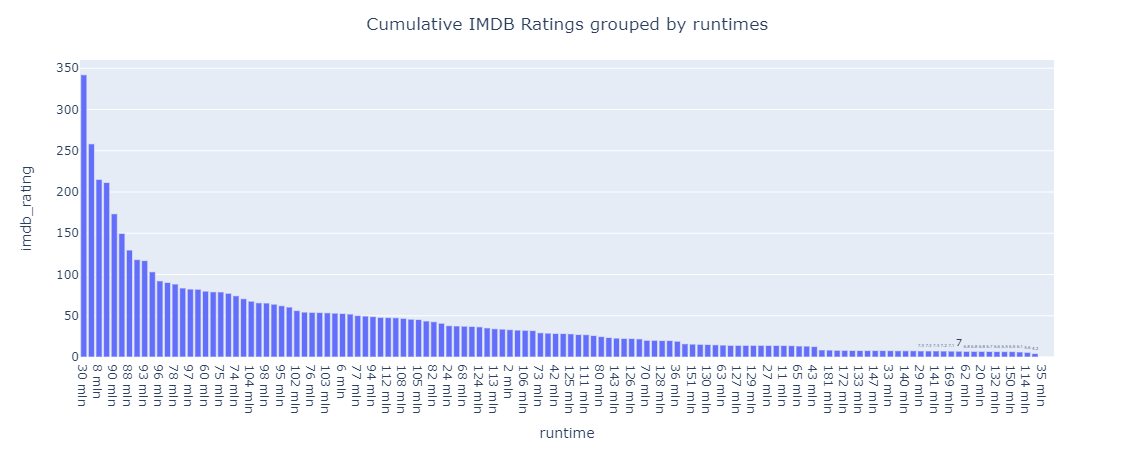 Cumulative IMDB Ratings grouped by runtimes
350
300
250
200
150
100
50
0
imdb_rating
7
30 min
8 min
90 min
88 min
93 min
96 min
78 min
97 min
60 min
75 min
74 min
104 min
98 min
95 min
102 min
103 min
6 min
77 min
94 min
108 min
105 min
82 min
24 min
68 min
124 min
113 min
2 min
106 min
73 min
42 min
125 min
111 min
80 min
143 min
126 min
70 min
128 min
36 min
151 min
130 min
63 min
127 min
129 min
27 min
11 min
65 min
43 min
181 min
172 min
133 min
147 min
33 min
140 min
29 min
141 min
169 min
62 min
20 min
132 min
150 min
114 min
35 min
runtime